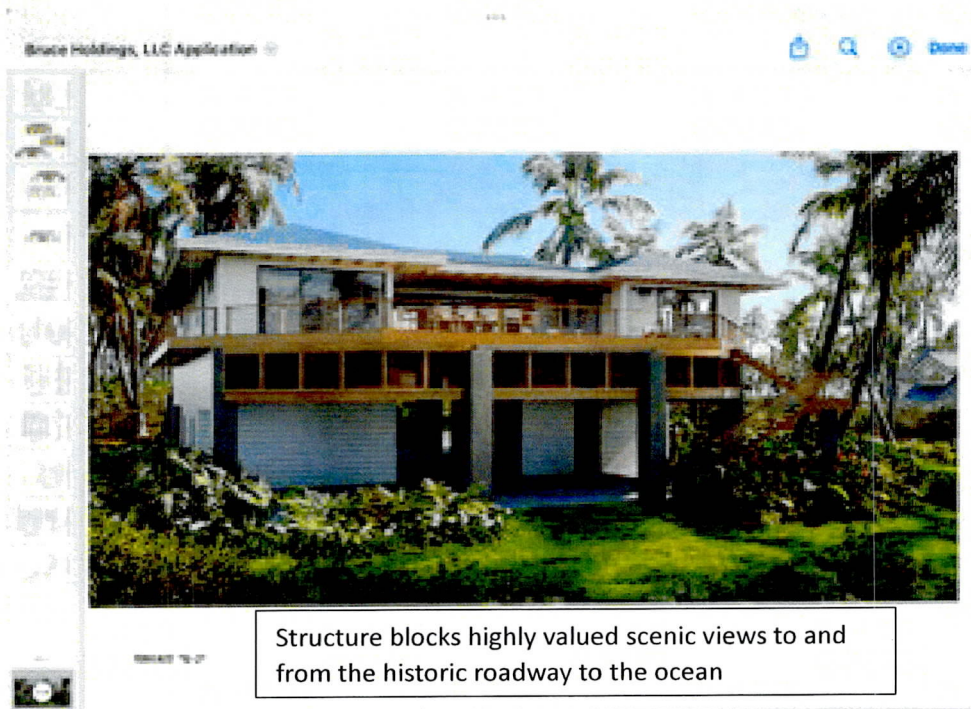 Bruce Holdings, LLC Application
Done
Structure blocks highly valued scenic views to and
from the historic roadway to the ocean